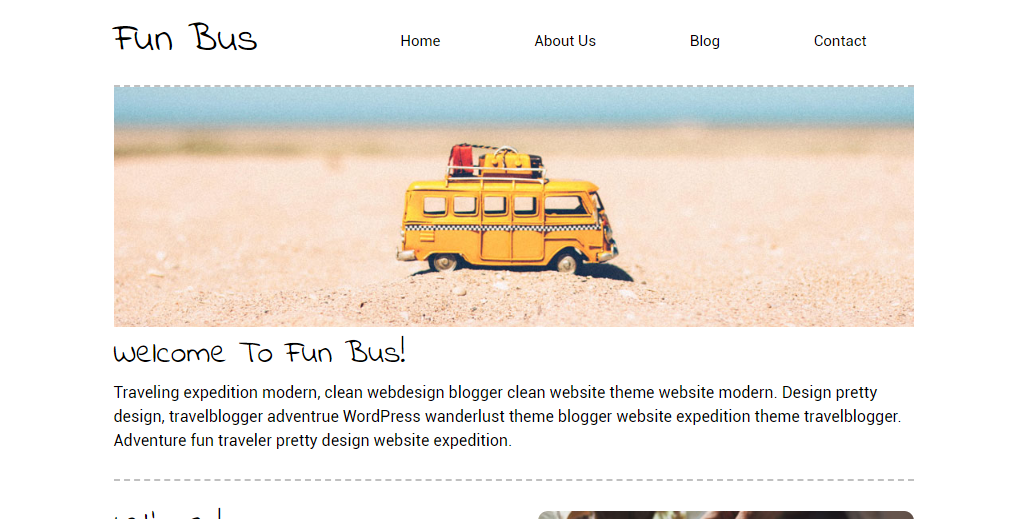 Fun Bus
Home About Us Blog Contact
Welcome To Fun Bus!
Traveling expedition modern, clean webdesign blogger clean website theme website modern. Design pretty
design, travelblogger adventrue WordPress wanderlust theme blogger website expedition theme travelblogger.
Adventure fun traveler pretty design website expedition.